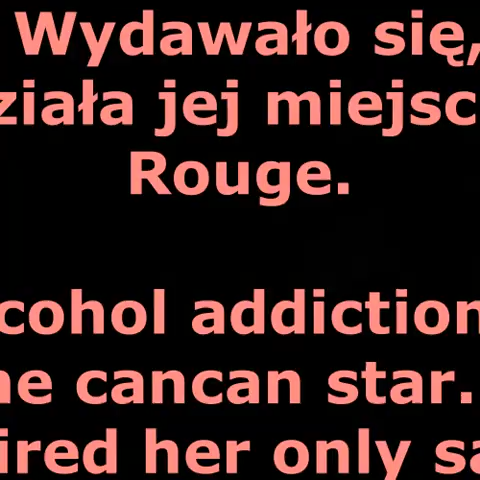 Wydawało się,
ziała jej miejsc
Rouge.
cohol addiction
he cancan star.
ired her only sa